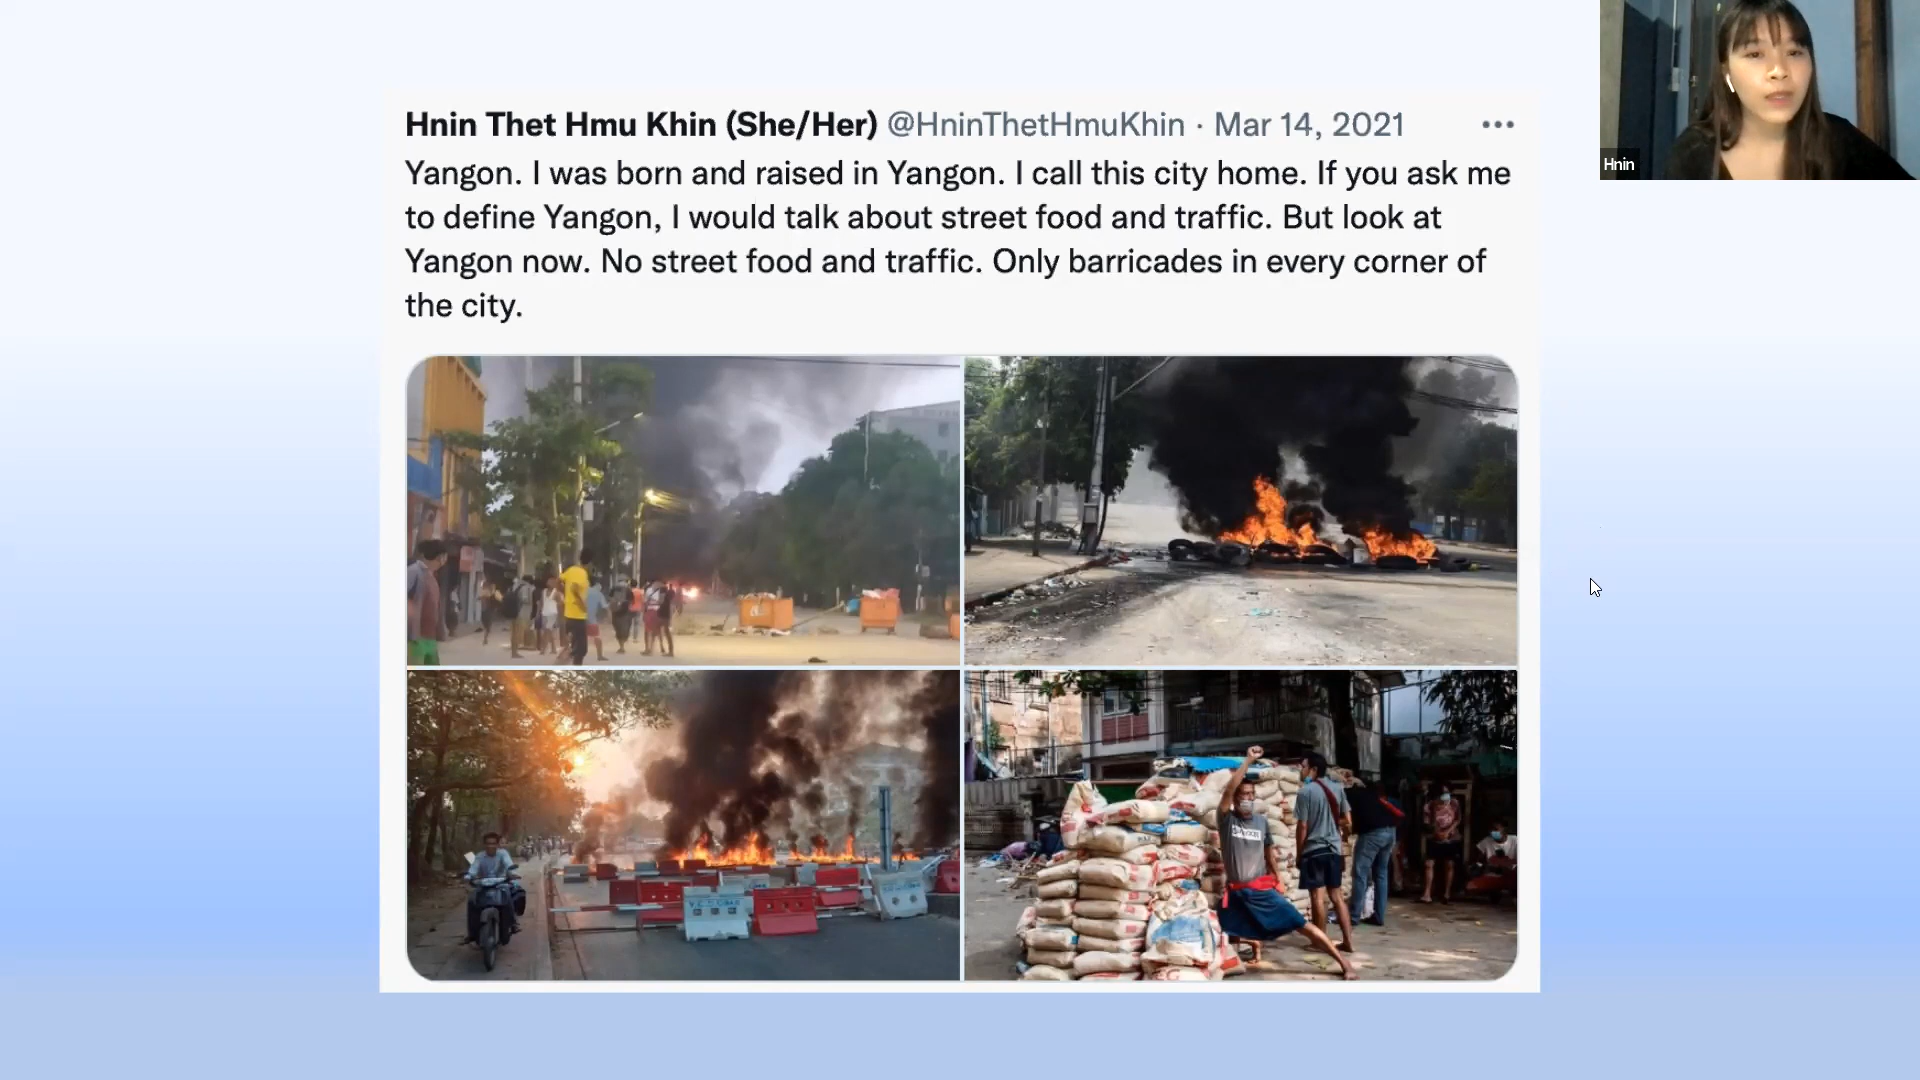 Hnin Thet Hmu Khin (She/Her) @HninThetHmuKhin · Mar 14, 2021
Yangon. I was born and raised in Yangon. I call this city home. If you ask me
to define Yangon, I would talk about street food and traffic. But look at
Yangon now. No street food and traffic. Only barricades in every corner of
the city.
Hnin